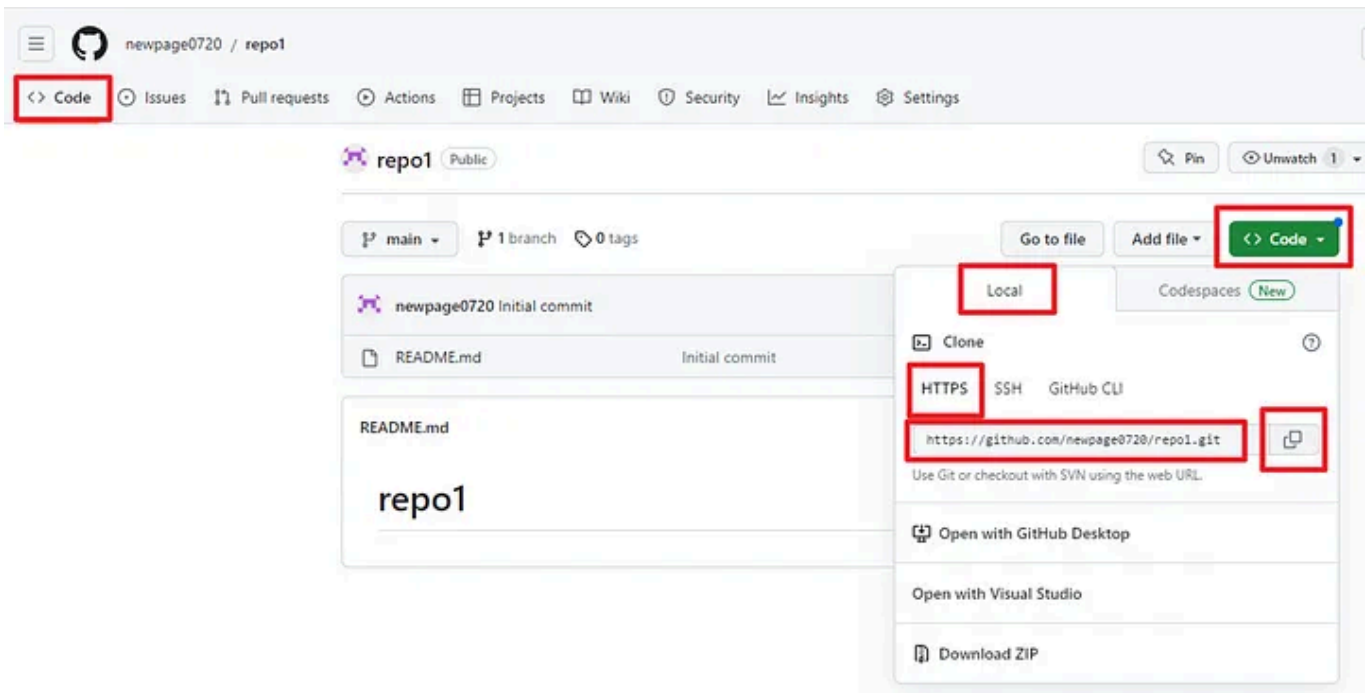 newpage0720 / repo1
Code Issues Pull requests Actions Projects Wiki Security Insights Settings
repo1 Public
Pin Unwatch 1
main 1 branch 0 tags
Go to file Add file Code
newpage0720 Initial commit
README.md Initial commit
README.md
repo1
Local Codespaces New
Clone
HTTPS SSH GitHub CLI
https://github.com/newpage0720/repo1.git
Use Git or checkout with SVN using the web URL.
Open with GitHub Desktop
Open with Visual Studio
Download ZIP